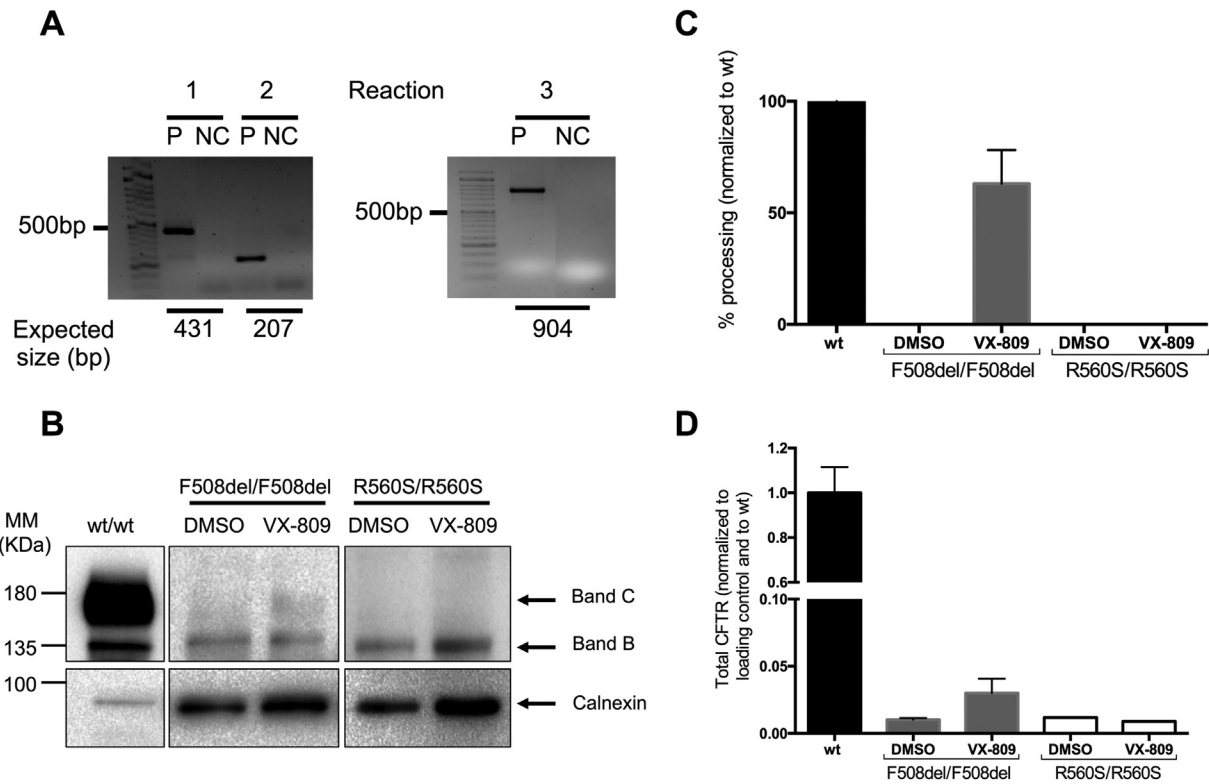 A
1 2
P NC P NC
500bp
Expected
size (bp)
431 207
Reaction 3
P NC
500bp
904
B
F508del/F508del R560S/R560S
MM
(KDa)
wt/wt DMSO VX-809 DMSO VX-809
180
135
100
Band C
Band B
Calnexin
C
% processing (normalized to wt)
100
50
0
wt DMSO VX-809 DMSO VX-809
F508del/F508del R560S/R560S
D
Total CFTR (normalized to
loading control and to wt)
1.2
1.0
0.8
0.6
0.10
0.05
0.00
wt DMSO VX-809 DMSO VX-809
F508del/F508del R560S/R560S